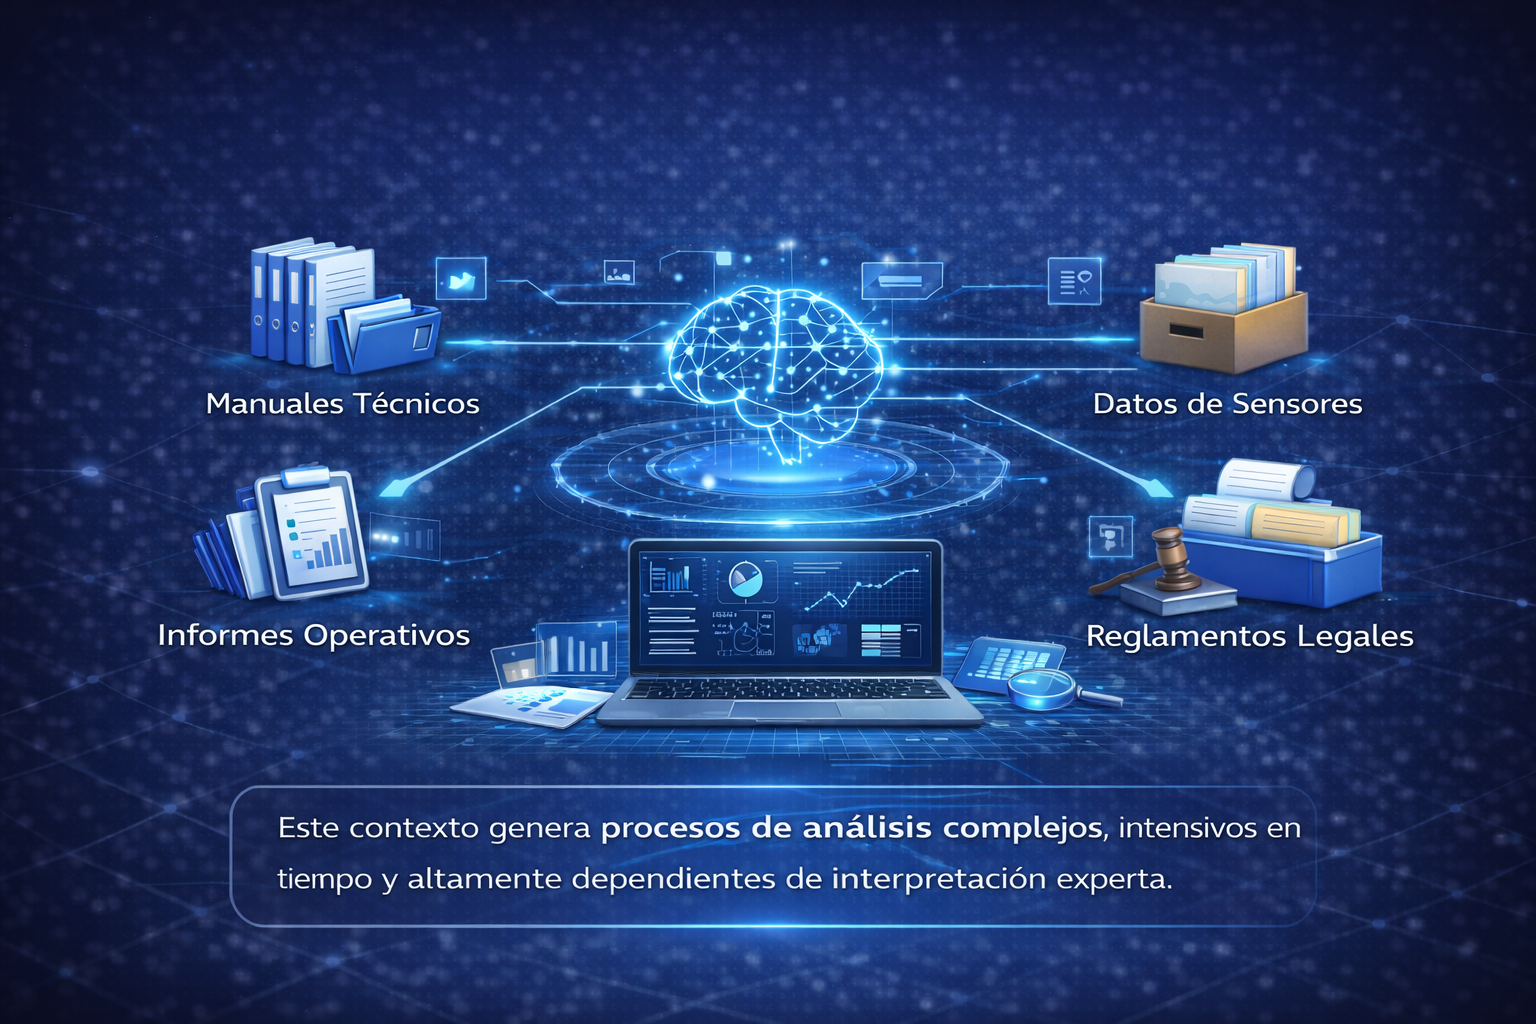 Manuales Técnicos
Datos de Sensores
Informes Operativos
Reglamentos Legales
Este contexto genera procesos de análisis complejos, intensivos en
tiempo y altamente dependientes de interpretación experta.